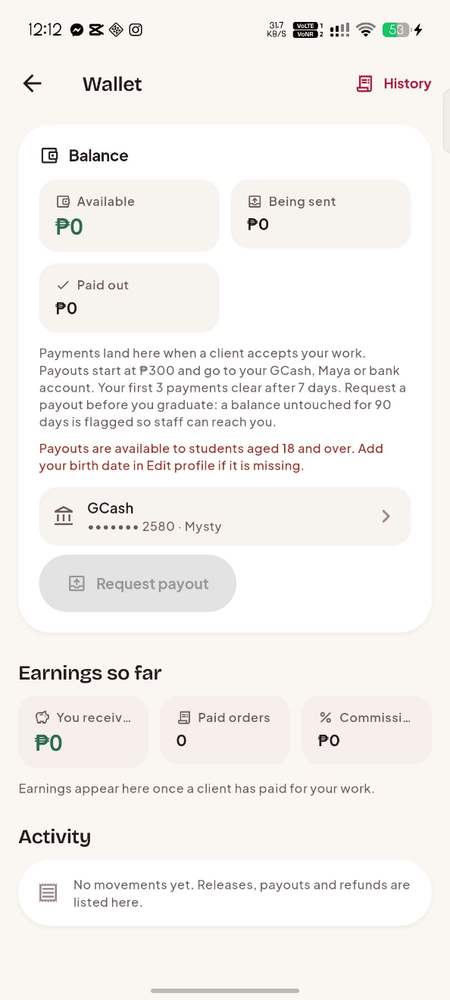 12:12
31.7 KB/S VoLTE 1 VoNR 2 53
Wallet
History
Balance
Available
₱0
Being sent
₱0
Paid out
₱0
Payments land here when a client accepts your work.
Payouts start at ₱300 and go to your GCash, Maya or bank
account. Your first 3 payments clear after 7 days. Request a
payout before you graduate: a balance untouched for 90
days is flagged so staff can reach you.
Payouts are available to students aged 18 and over. Add
your birth date in Edit profile if it is missing.
GCash
••••••• 2580 · Mysty
Request payout
Earnings so far
You receiv…
₱0
Paid orders
0
Commissi…
₱0
Earnings appear here once a client has paid for your work.
Activity
No movements yet. Releases, payouts and refunds are
listed here.